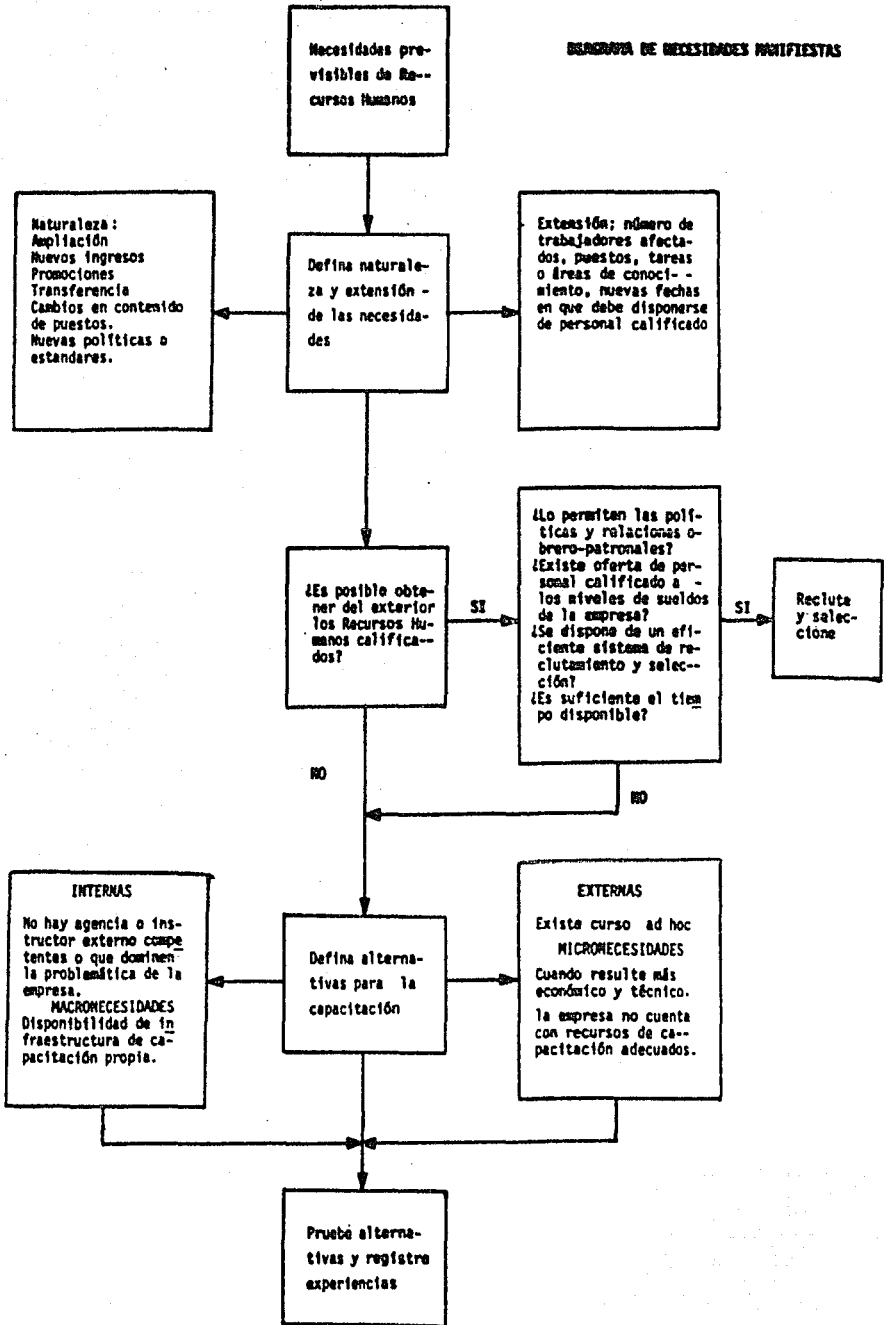 DIAGRAMA DE NECESIDADES MANIFIESTAS
Necesidades pre-
visibles de Re--
cursos Humanos
Naturaleza:
Ampliación
Nuevos ingresos
Promociones
Transferencia
Cambios en contenido
de puestos.
Nuevas políticas o
estandares.
Defina naturale-
za y extensión -
de las necesida-
des
Extensión; número de
trabajadores afecta-
dos, puestos, tareas
o áreas de conoci- -
miento, nuevas fechas
en que debe disponerse
de personal calificado
¿Es posible obte-
ner del exterior
los Recursos Hu-
manos califica--
dos?
SI
¿Lo permiten las polí-
ticas y relaciones o-
brero-patronales?
¿Existe oferta de per-
sonal calificado a -
los niveles de sueldos
de la empresa?
¿Se dispone de un efi-
ciente sistema de re-
clutamiento y selec--
ción?
¿Es suficiente el tiem
po disponible?
SI
Reclute
y selec-
cione
NO
NO
INTERNAS
No hay agencia o ins-
tructor externo compe
tentes o que dominen
la problemática de la
empresa.
MACRONECESIDADES
Disponibilidad de in
fraestructura de ca-
pacitación propia.
Defina alterna-
tivas para la
capacitación
EXTERNAS
Existe curso ad hoc
MICRONECESIDADES
Cuando resulte más
económico y técnico.
la empresa no cuenta
con recursos de ca--
pacitación adecuados.
Pruebe alterna-
tivas y registre
experiencias